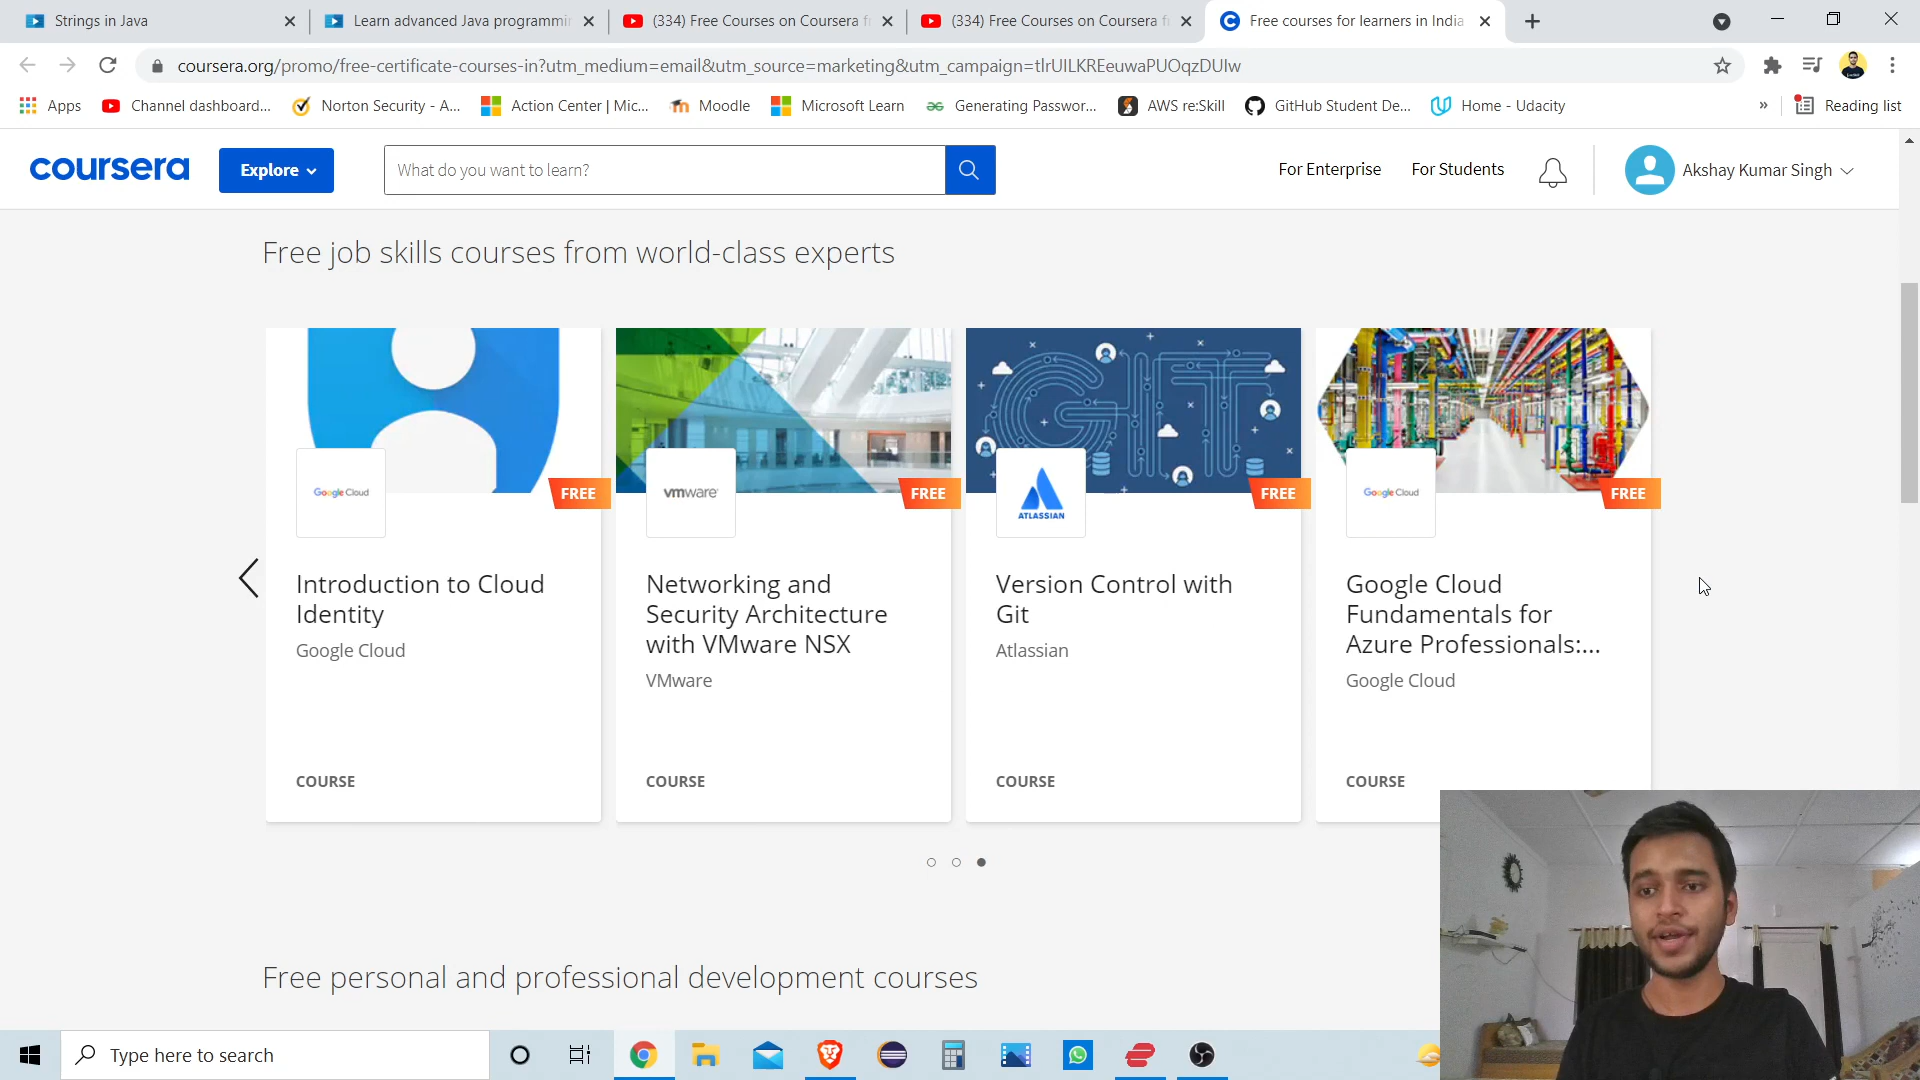 Strings in Java
Learn advanced Java programmin
(334) Free Courses on Coursera f
(334) Free Courses on Coursera f
Free courses for learners in India
coursera.org/promo/free-certificate-courses-in?utm_medium=email&utm_source=marketing&utm_campaign=tlrUILKREeuwaPUOqzDUIw
Apps
Channel dashboard...
Norton Security - A...
Action Center | Mic...
Moodle
Microsoft Learn
Generating Passwor...
AWS re:Skill
GitHub Student De...
Home - Udacity
»
Reading list
coursera
Explore
What do you want to learn?
For Enterprise
For Students
Akshay Kumar Singh
Free job skills courses from world-class experts
GIT
Google Cloud
FREE
vmware
FREE
ATLASSIAN
FREE
Google Cloud
FREE
Introduction to Cloud
Identity
Google Cloud
COURSE
Networking and
Security Architecture
with VMware NSX
VMware
COURSE
Version Control with
Git
Atlassian
COURSE
Google Cloud
Fundamentals for
Azure Professionals:...
Google Cloud
COURSE
Free personal and professional development courses
Type here to search